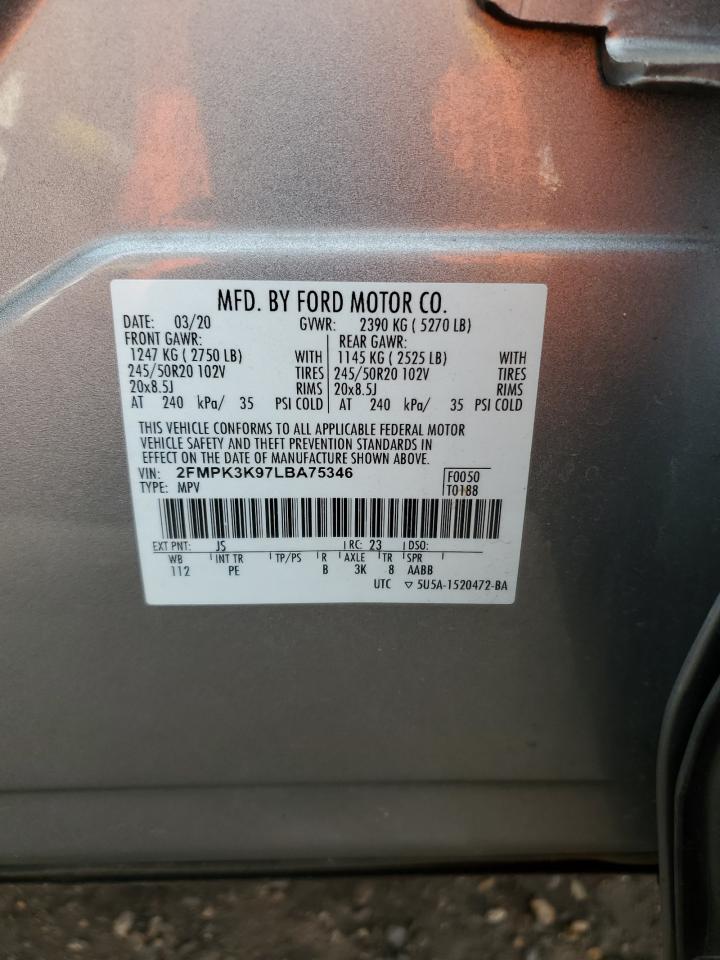 MFD. BY FORD MOTOR CO.
DATE: 03/20 GVWR: 2390 KG ( 5270 LB)
FRONT GAWR: REAR GAWR:
1247 KG ( 2750 LB) WITH 1145 KG ( 2525 LB) WITH
245/50R20 102V TIRES 245/50R20 102V TIRES
20x8.5J RIMS 20x8.5J RIMS
AT 240 kPa/ 35 PSI COLD AT 240 kPa/ 35 PSI COLD
THIS VEHICLE CONFORMS TO ALL APPLICABLE FEDERAL MOTOR
VEHICLE SAFETY AND THEFT PREVENTION STANDARDS IN
EFFECT ON THE DATE OF MANUFACTURE SHOWN ABOVE.
VIN: 2FMPK3K97LBA75346 F0050
TYPE: MPV T0188
EXT PNT: JS RC: 23 DSO:
WB INT TR TP/PS R AXLE TR SPR
112 PE B 3K 8 AABB
UTC ▽ 5U5A-1520472-BA